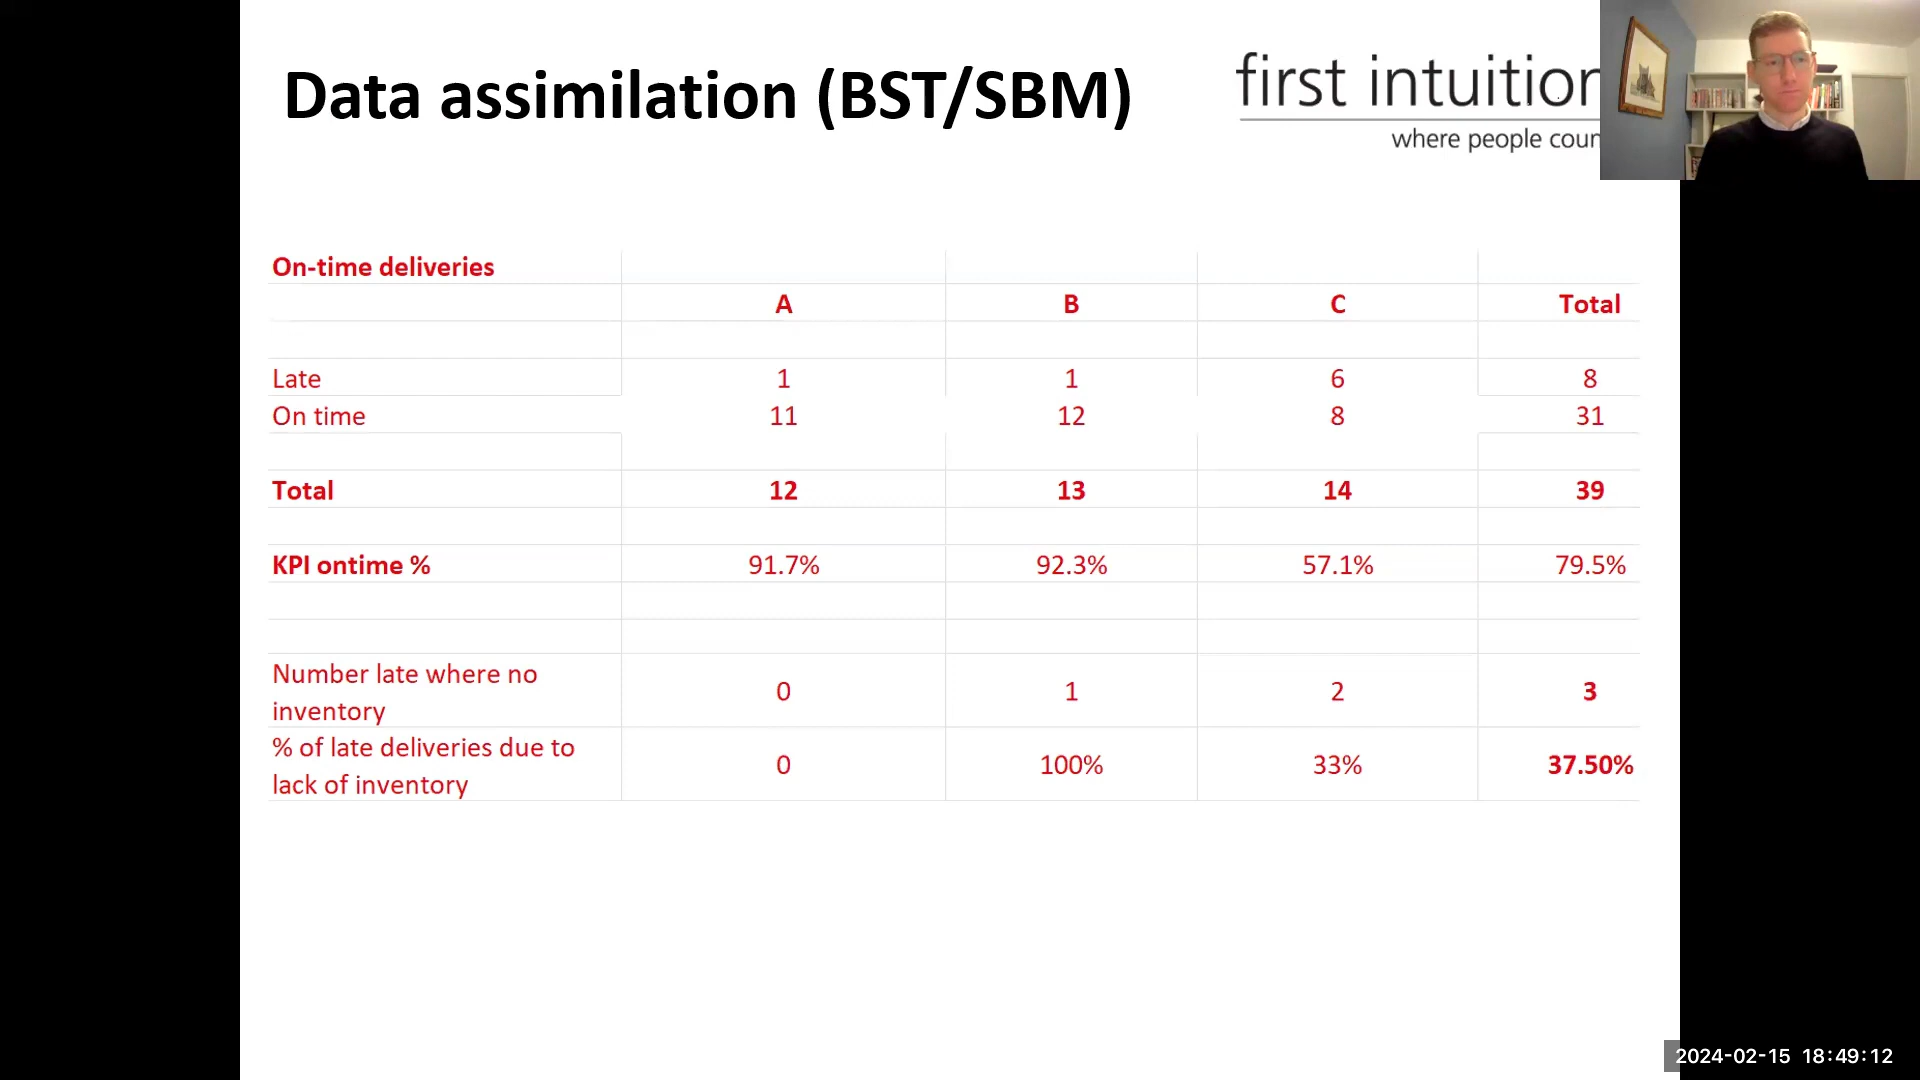 Data assimilation (BST/SBM)
first intuition
where people coun
On-time deliveries
A B C Total
Late 1 1 6 8
On time 11 12 8 31
Total 12 13 14 39
KPI ontime % 91.7% 92.3% 57.1% 79.5%
Number late where no
inventory 0 1 2 3
% of late deliveries due to
lack of inventory 0 100% 33% 37.50%
2024-02-15 18:49:12